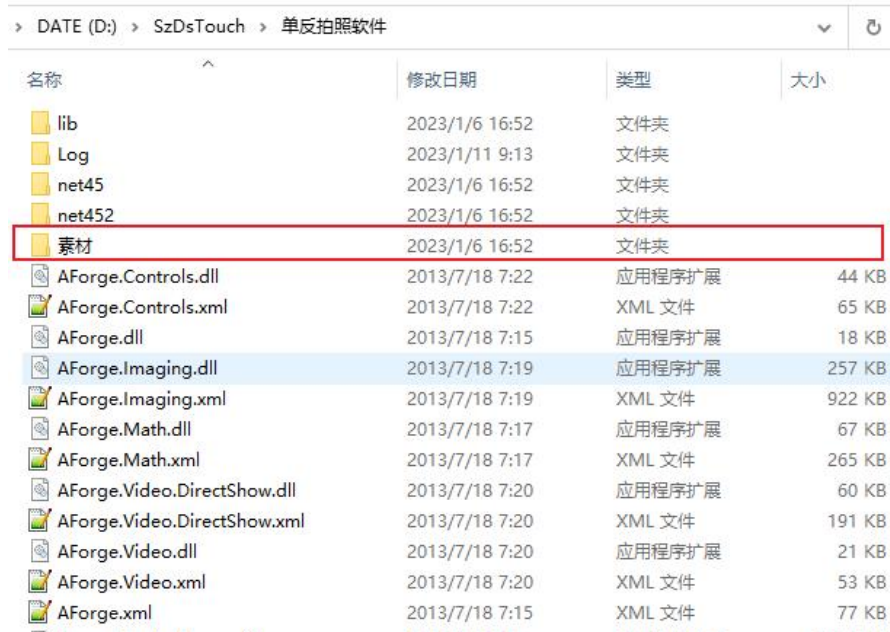 › DATE (D:) › SzDsTouch › 单反拍照软件
名称 修改日期 类型 大小
lib 2023/1/6 16:52 文件夹
Log 2023/1/11 9:13 文件夹
net45 2023/1/6 16:52 文件夹
net452 2023/1/6 16:52 文件夹
素材 2023/1/6 16:52 文件夹
AForge.Controls.dll 2013/7/18 7:22 应用程序扩展 44 KB
AForge.Controls.xml 2013/7/18 7:22 XML 文件 65 KB
AForge.dll 2013/7/18 7:15 应用程序扩展 18 KB
AForge.Imaging.dll 2013/7/18 7:19 应用程序扩展 257 KB
AForge.Imaging.xml 2013/7/18 7:19 XML 文件 922 KB
AForge.Math.dll 2013/7/18 7:17 应用程序扩展 67 KB
AForge.Math.xml 2013/7/18 7:17 XML 文件 265 KB
AForge.Video.DirectShow.dll 2013/7/18 7:20 应用程序扩展 60 KB
AForge.Video.DirectShow.xml 2013/7/18 7:20 XML 文件 191 KB
AForge.Video.dll 2013/7/18 7:20 应用程序扩展 21 KB
AForge.Video.xml 2013/7/18 7:20 XML 文件 53 KB
AForge.xml 2013/7/18 7:15 XML 文件 77 KB